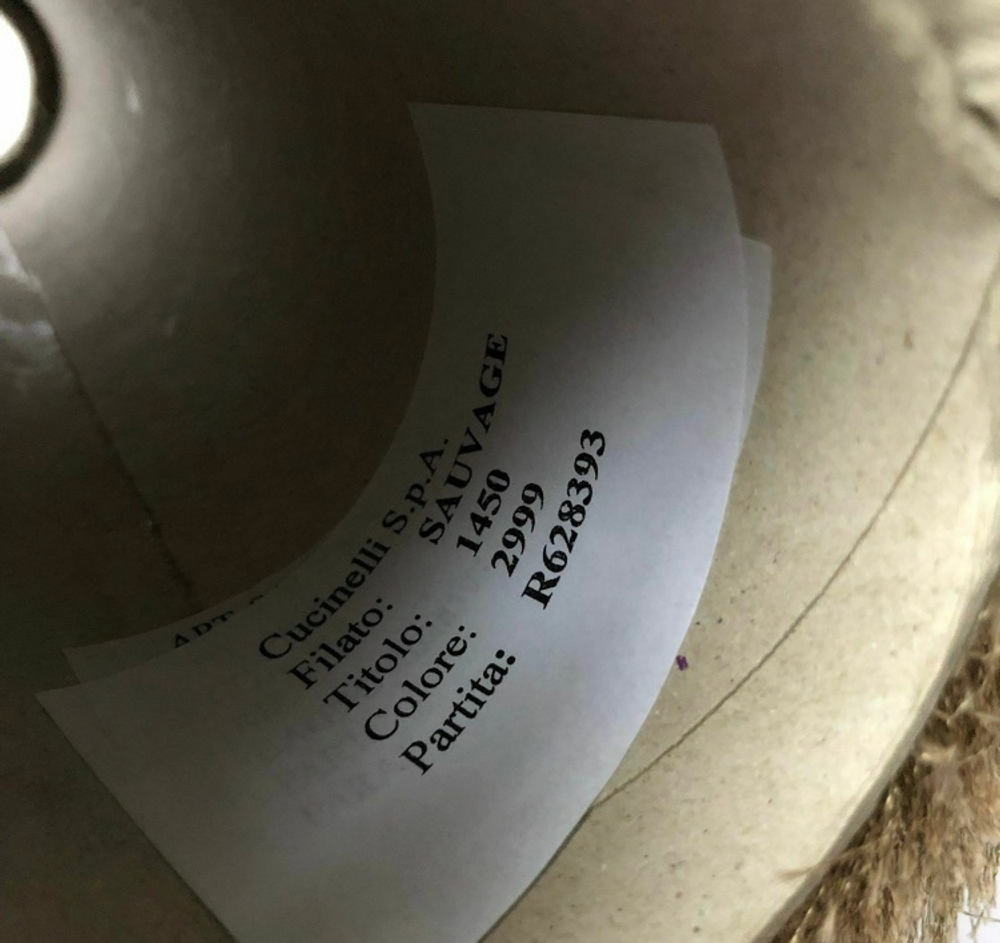 Cucinelli S.p.A.
Filato: SAUVAGE
Titolo: 1450
Colore: 2999
Partita: R628393